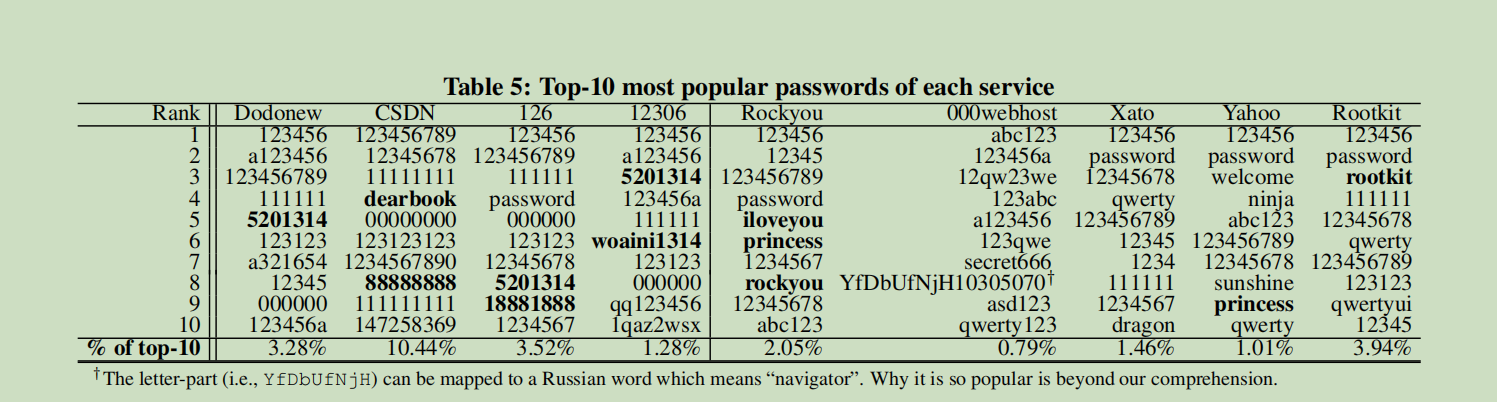 Table 5: Top-10 most popular passwords of each service
Rank Dodonew CSDN 126 12306 Rockyou 000webhost Xato Yahoo Rootkit
1 123456 123456789 123456 123456 123456 abc123 123456 123456 123456
2 a123456 12345678 123456789 a123456 12345 123456a password password password
3 123456789 11111111 111111 5201314 123456789 12qw23we 12345678 welcome rootkit
4 111111 dearbook password 123456a password 123abc qwerty ninja 111111
5 5201314 00000000 000000 111111 iloveyou a123456 123456789 abc123 12345678
6 123123 123123123 123123 woaini1314 princess 123qwe 12345 123456789 qwerty
7 a321654 1234567890 12345678 123123 1234567 secret666 1234 12345678 123456789
8 12345 88888888 5201314 000000 rockyou YfDbUfNjH10305070† 111111 sunshine 123123
9 000000 111111111 18881888 qq123456 12345678 asd123 1234567 princess qwertyui
10 123456a 147258369 1234567 1qaz2wsx abc123 qwerty123 dragon qwerty 12345
% of top-10 3.28% 10.44% 3.52% 1.28% 2.05% 0.79% 1.46% 1.01% 3.94%
†The letter-part (i.e., YfDbUfNjH) can be mapped to a Russian word which means “navigator”. Why it is so popular is beyond our comprehension.